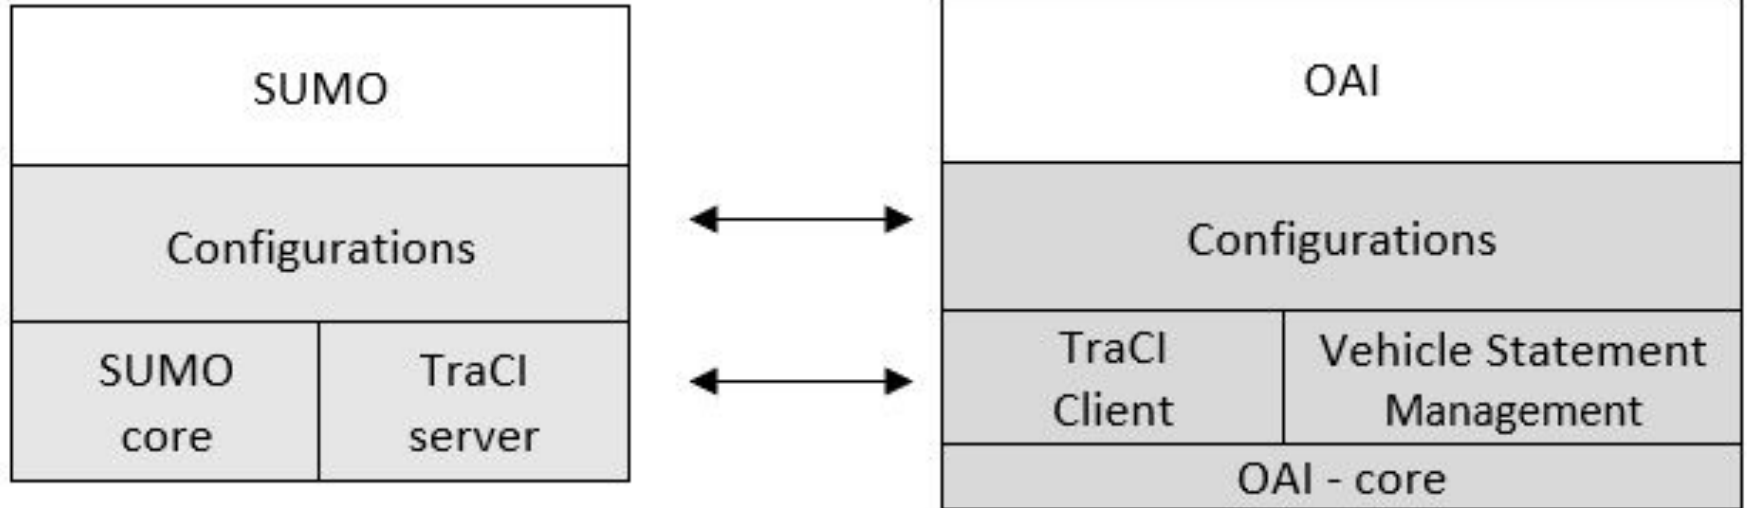 SUMO
Configurations
SUMO
core
TraCI
server
OAI
Configurations
TraCI
Client
Vehicle Statement
Management
OAI - core